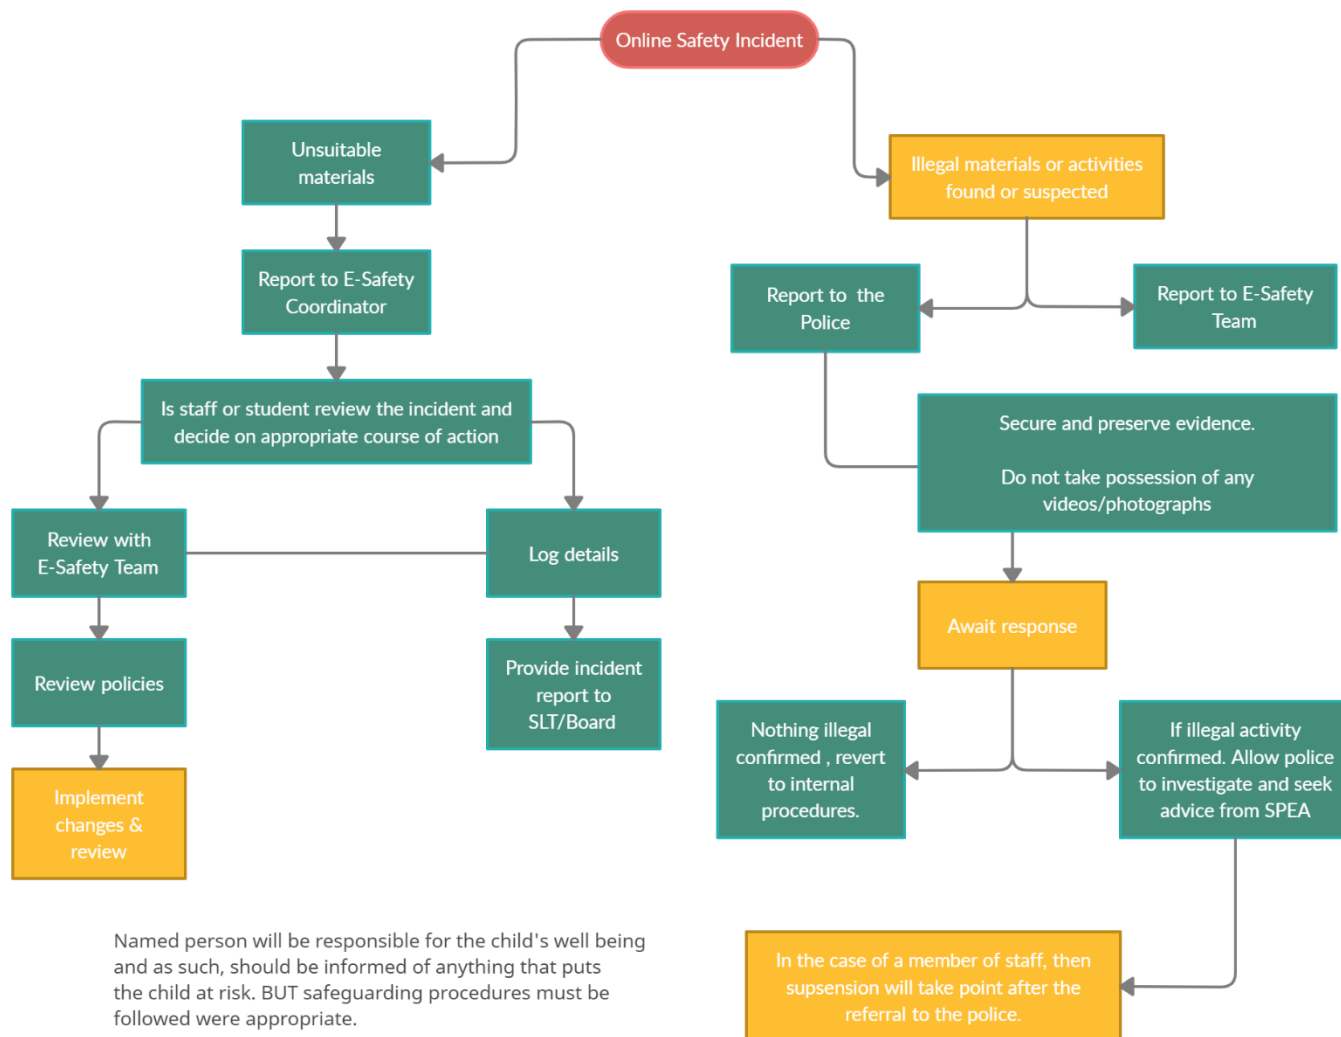 Online Safety Incident
Unsuitable
materials
Illegal materials or activities
found or suspected
Report to E-Safety
Coordinator
Report to the
Police
Report to E-Safety
Team
Is staff or student review the incident and
decide on appropriate course of action
Secure and preserve evidence.
Do not take possession of any
videos/photographs
Review with
E-Safety Team
Log details
Await response
Review policies
Provide incident
report to
SLT/Board
Nothing illegal
confirmed , revert
to internal
procedures.
If illegal activity
confirmed. Allow police
to investigate and seek
advice from SPEA
Implement
changes &
review
Named person will be responsible for the child's well being
and as such, should be informed of anything that puts
the child at risk. BUT safeguarding procedures must be
followed were appropriate.
In the case of a member of staff, then
supsension will take point after the
referral to the police.